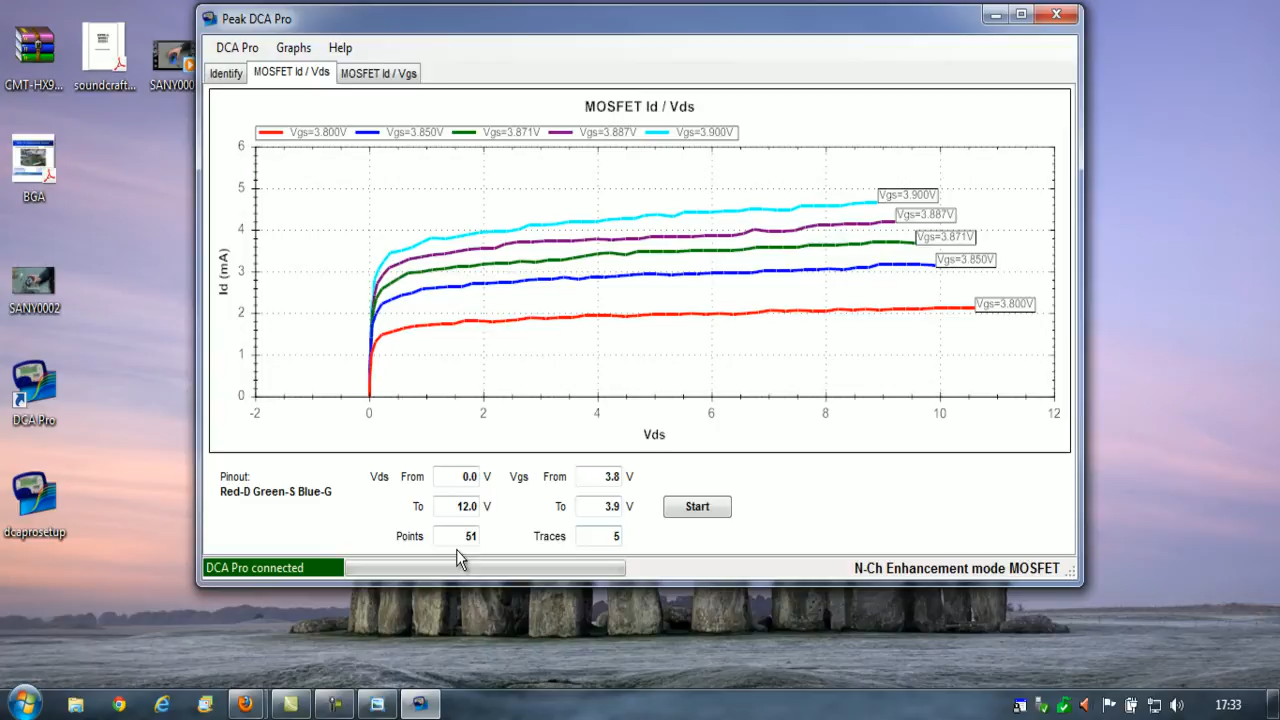 CMT-HX9...
soundcraft...
SANY000
BGA
SANY0002
DCA Pro
dcaprosetup
Peak DCA Pro
DCA Pro
Graphs
Help
Identify
MOSFET Id / Vds
MOSFET Id / Vgs
MOSFET Id / Vds
Vgs=3.800V
Vgs=3.850V
Vgs=3.871V
Vgs=3.887V
Vgs=3.900V
Id (mA)
6
5
4
3
2
1
0
-2
0
2
4
6
8
10
12
Vds
Vgs=3.900V
Vgs=3.887V
Vgs=3.871V
Vgs=3.850V
Vgs=3.800V
Pinout:
Red-D Green-S Blue-G
Vds From 0.0 V
To 12.0 V
Points 51
Vgs From 3.8 V
To 3.9 V
Traces 5
Start
DCA Pro connected
N-Ch Enhancement mode MOSFET
17:33